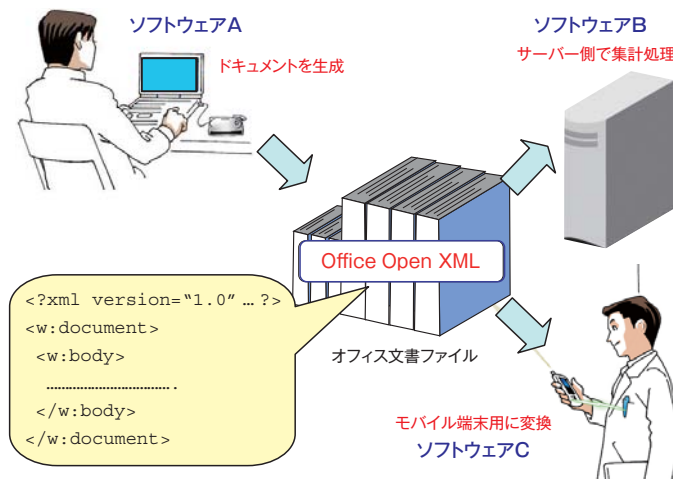 ソフトウェアA
ドキュメントを生成
ソフトウェアB
サーバー側で集計処理
Office Open XML
オフィス文書ファイル
<?xml version="1.0" … ?>
<w:document>
<w:body>
…………………………….
</w:body>
</w:document>
モバイル端末用に変換
ソフトウェアC